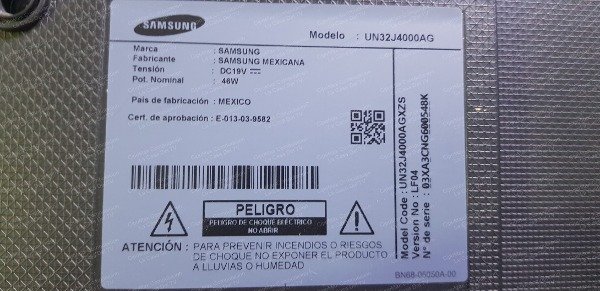 SAMSUNG
Modelo : UN32J4000AG
Marca : SAMSUNG
Fabricante : SAMSUNG MEXICANA
Tensión : DC19V
Pot. Nominal : 46W
País de fabricación : MEXICO
Cert. de aprobación : E-013-03-9582
PELIGRO
PELIGRO DE CHOQUE ELÉCTRICO
NO ABRIR
ATENCIÓN : PARA PREVENIR INCENDIOS O RIESGOS
DE CHOQUE NO EXPONER EL PRODUCTO
A LLUVIAS O HUMEDAD
Model Code : UN32J4000AGXZS
Version No : LF04
N° de serie : 03XA3CNG600548K
BN68-05050A-00